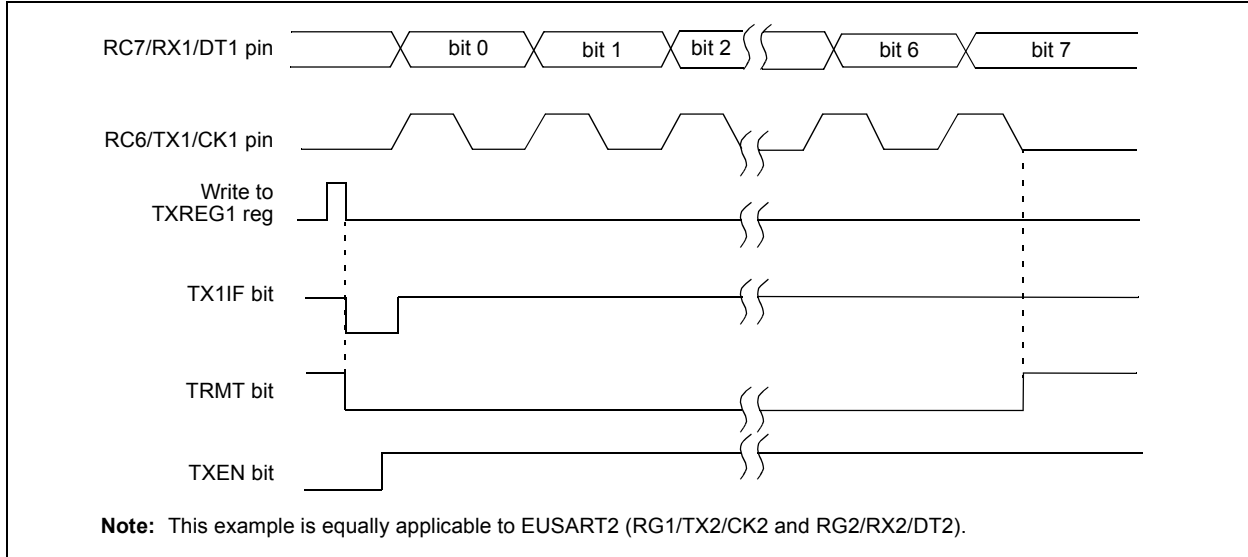 RC7/RX1/DT1 pin
bit 0
bit 1
bit 2
bit 6
bit 7
RC6/TX1/CK1 pin
Write to
TXREG1 reg
TX1IF bit
TRMT bit
TXEN bit
Note: This example is equally applicable to EUSART2 (RG1/TX2/CK2 and RG2/RX2/DT2).